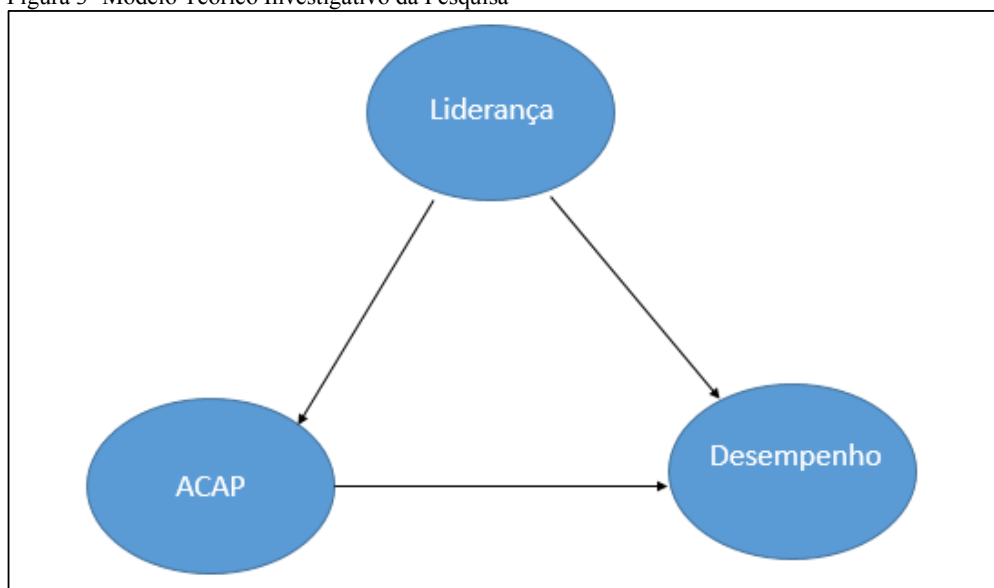 Figura 3- Modelo Teórico Investigativo da Pesquisa
Liderança
ACAP
Desempenho